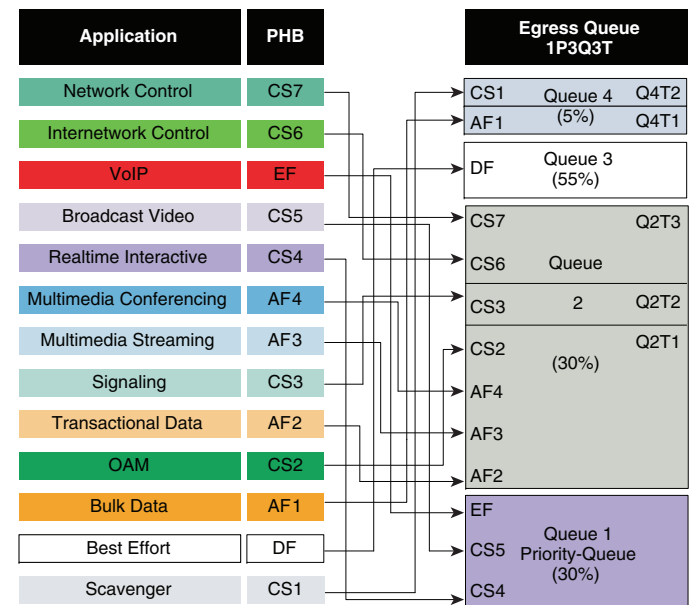 Application PHB
Network Control CS7
Internetwork Control CS6
VoIP EF
Broadcast Video CS5
Realtime Interactive CS4
Multimedia Conferencing AF4
Multimedia Streaming AF3
Signaling CS3
Transactional Data AF2
OAM CS2
Bulk Data AF1
Best Effort DF
Scavenger CS1
Egress Queue
1P3Q3T
CS1 Queue 4 Q4T2
AF1 (5%) Q4T1
DF Queue 3
(55%)
CS7 Q2T3
CS6 Queue
CS3 2 Q2T2
CS2 Q2T1
(30%)
AF4
AF3
AF2
EF
Queue 1
CS5 Priority-Queue
(30%)
CS4